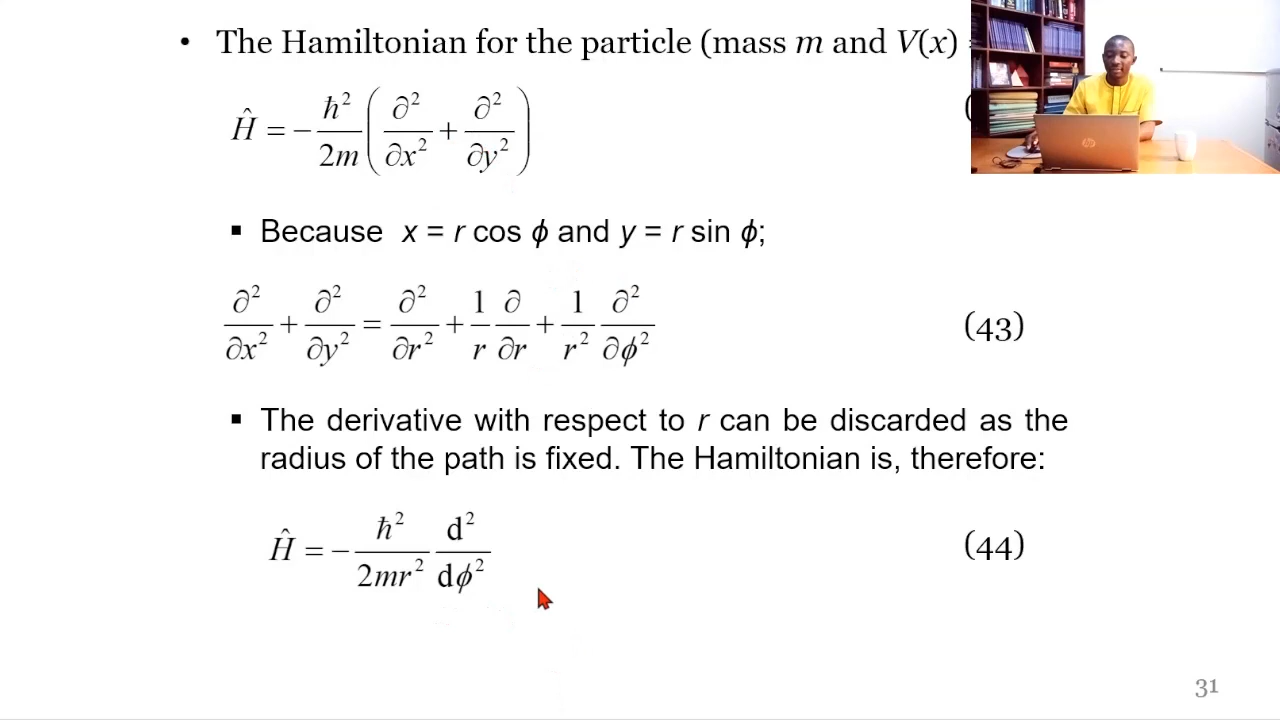 • The Hamiltonian for the particle (mass m and V(x)
Ĥ = −ħ²/2m (∂²/∂x² + ∂²/∂y²)
▪ Because x = r cos ϕ and y = r sin ϕ;
∂²/∂x² + ∂²/∂y² = ∂²/∂r² + 1/r ∂/∂r + 1/r² ∂²/∂ϕ² (43)
▪ The derivative with respect to r can be discarded as the
radius of the path is fixed. The Hamiltonian is, therefore:
Ĥ = −ħ²/2mr² d²/dϕ² (44)
31